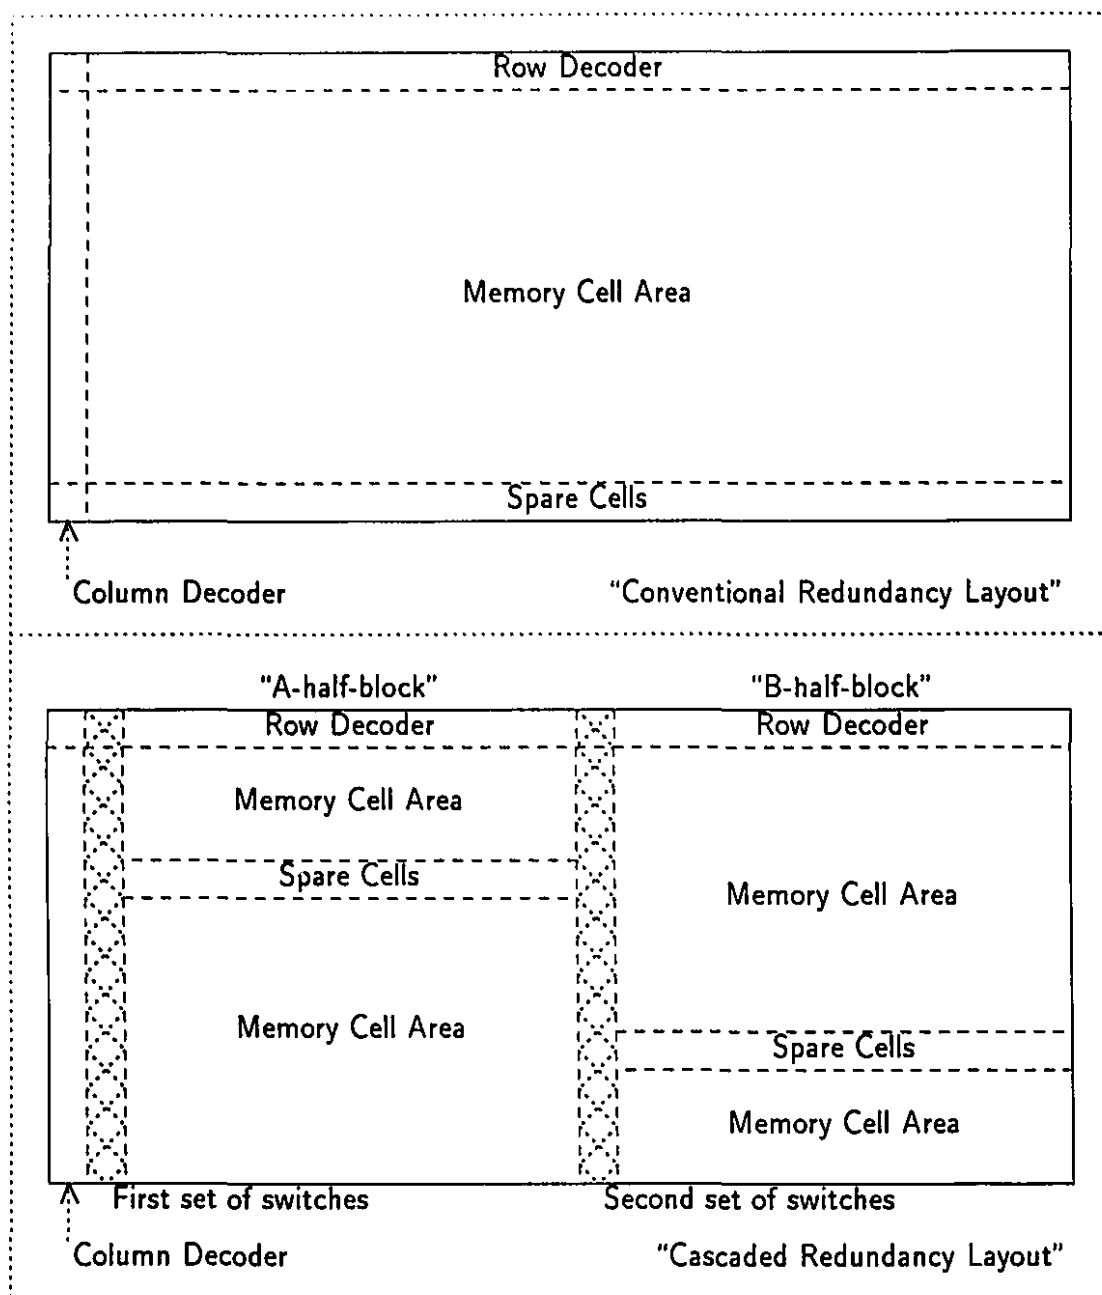 Row Decoder
Memory Cell Area
Spare Cells
Column Decoder
"Conventional Redundancy Layout"
"A-half-block"
"B-half-block"
Row Decoder
Row Decoder
Memory Cell Area
Spare Cells
Memory Cell Area
Memory Cell Area
Spare Cells
Memory Cell Area
First set of switches
Second set of switches
Column Decoder
"Cascaded Redundancy Layout"